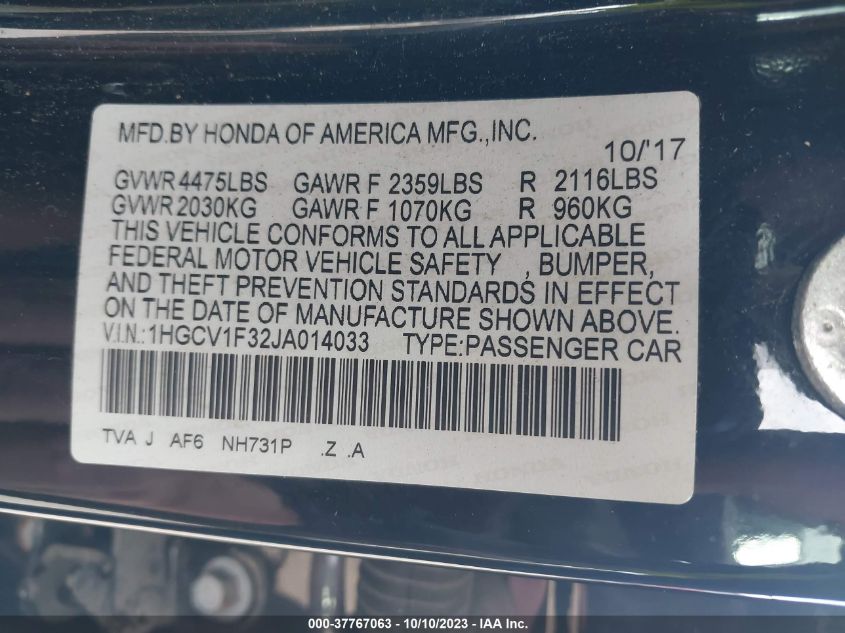 MFD.BY HONDA OF AMERICA MFG.,INC.
10/'17
GVWR 4475LBS GAWR F 2359LBS R 2116LBS
GVWR 2030KG GAWR F 1070KG R 960KG
THIS VEHICLE CONFORMS TO ALL APPLICABLE
FEDERAL MOTOR VEHICLE SAFETY , BUMPER,
AND THEFT PREVENTION STANDARDS IN EFFECT
ON THE DATE OF MANUFACTURE SHOWN ABOVE.
V.I.N.:1HGCV1F32JA014033 TYPE:PASSENGER CAR
TVA J AF6 NH731P .Z .A
000-37767063 - 10/10/2023 - IAA Inc.